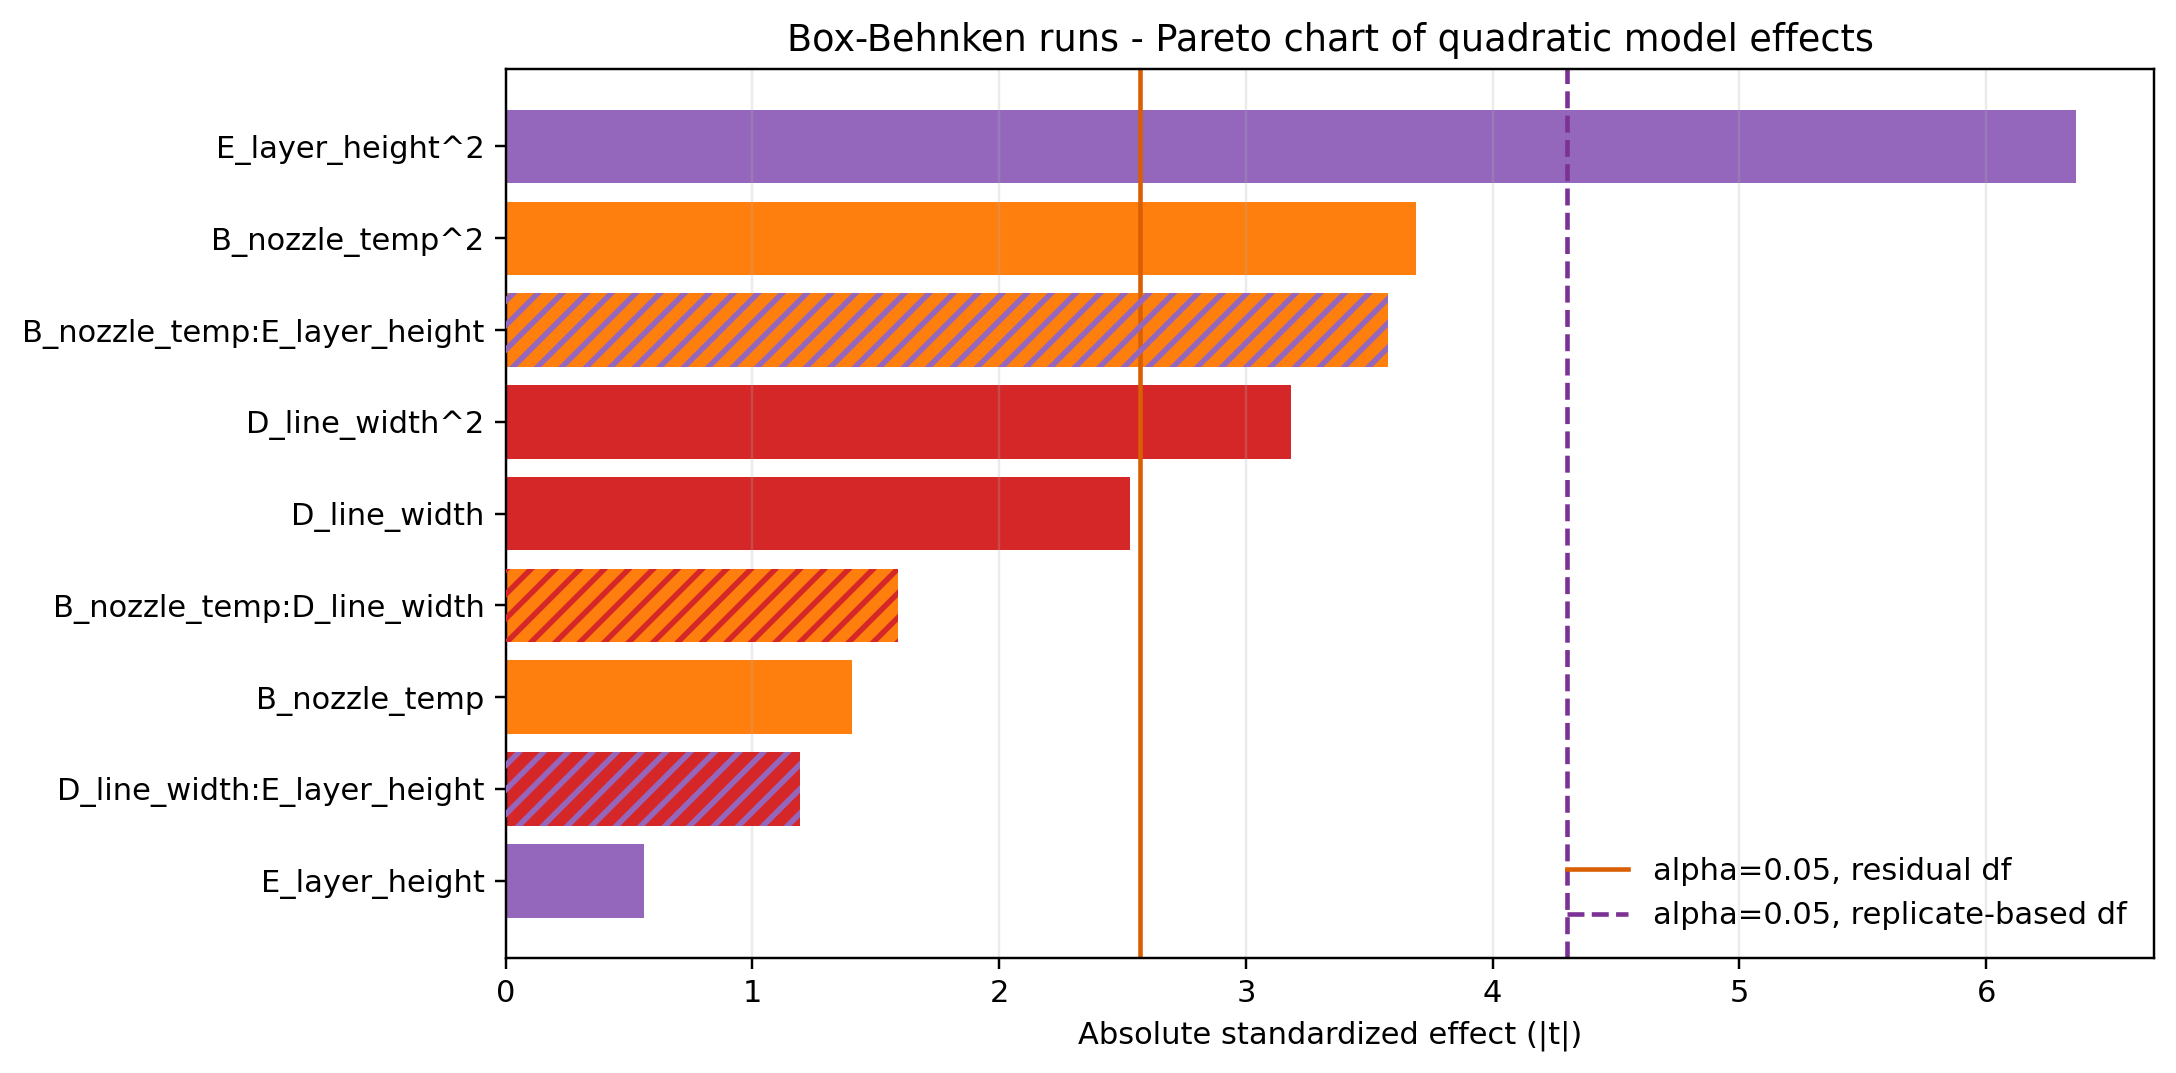 Box-Behnken runs - Pareto chart of quadratic model effects
E_layer_height^2
B_nozzle_temp^2
B_nozzle_temp:E_layer_height
D_line_width^2
D_line_width
B_nozzle_temp:D_line_width
B_nozzle_temp
D_line_width:E_layer_height
E_layer_height
alpha=0.05, residual df
alpha=0.05, replicate-based df
0 1 2 3 4 5 6
Absolute standardized effect (|t|)